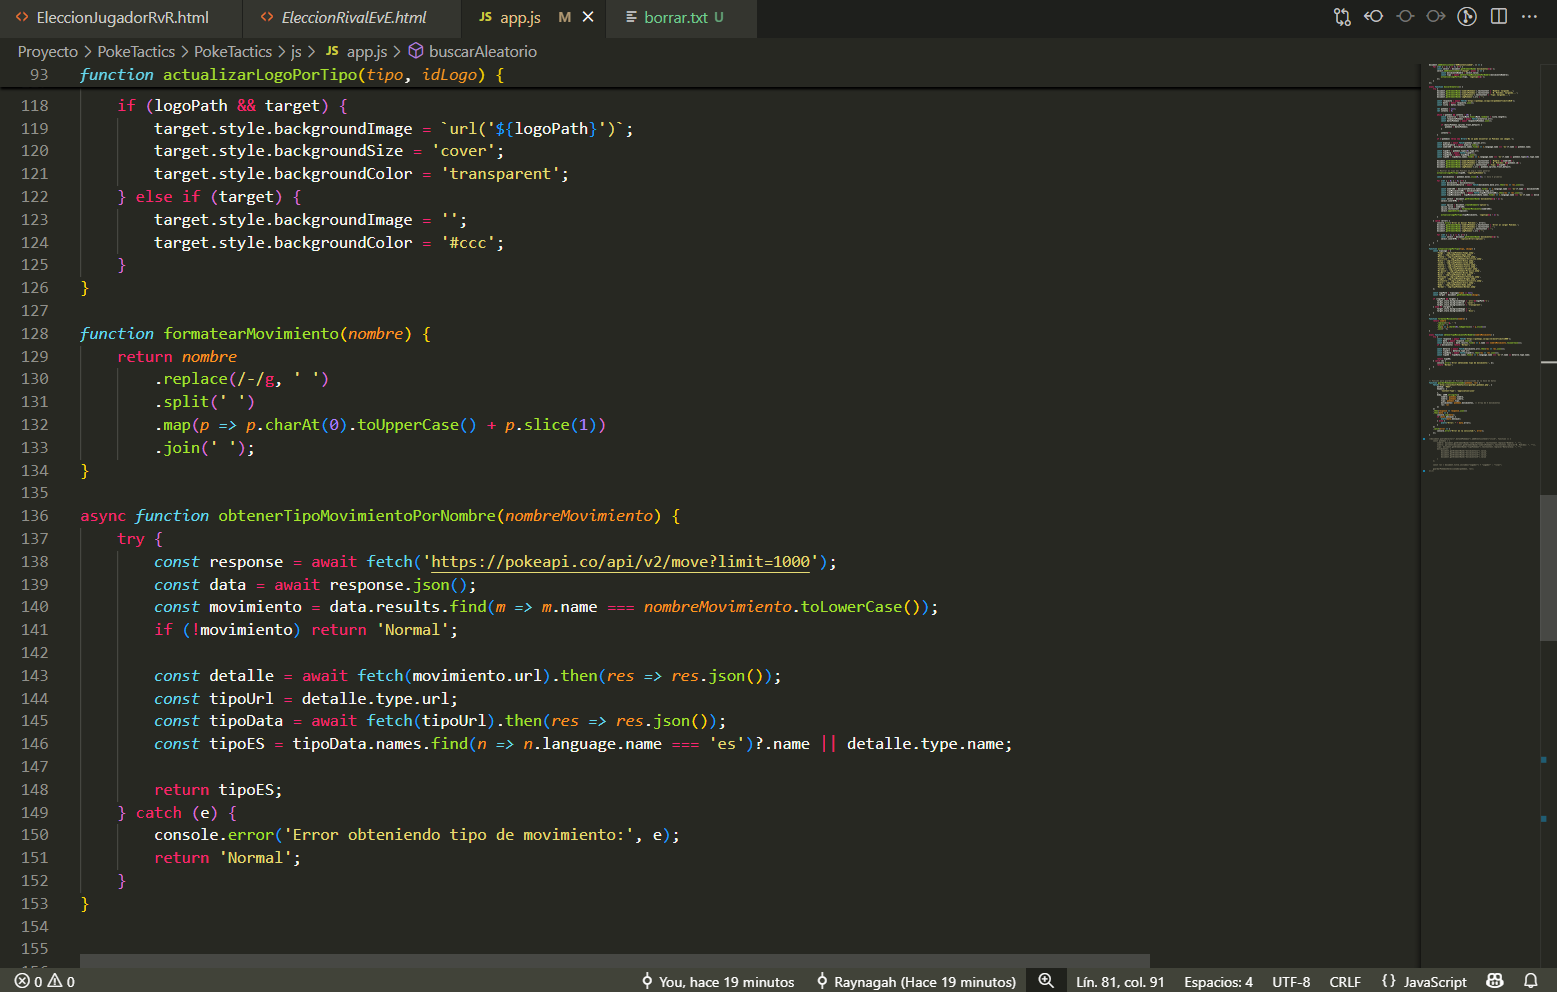 <> EleccionJugadorRvR.html <> EleccionRivalEvE.html JS app.js M borrar.txt U
Proyecto > PokeTactics > PokeTactics > js > JS app.js > buscarAleatorio
93 function actualizarLogoPorTipo(tipo, idLogo) {
118 if (logoPath && target) {
119 target.style.backgroundImage = `url('${logoPath}')`;
120 target.style.backgroundSize = 'cover';
121 target.style.backgroundColor = 'transparent';
122 } else if (target) {
123 target.style.backgroundImage = '';
124 target.style.backgroundColor = '#ccc';
125 }
126 }
127
128 function formatearMovimiento(nombre) {
129 return nombre
130 .replace(/-/g, ' ')
131 .split(' ')
132 .map(p => p.charAt(0).toUpperCase() + p.slice(1))
133 .join(' ');
134 }
135
136 async function obtenerTipoMovimientoPorNombre(nombreMovimiento) {
137 try {
138 const response = await fetch('https://pokeapi.co/api/v2/move?limit=1000');
139 const data = await response.json();
140 const movimiento = data.results.find(m => m.name === nombreMovimiento.toLowerCase());
141 if (!movimiento) return 'Normal';
142
143 const detalle = await fetch(movimiento.url).then(res => res.json());
144 const tipoUrl = detalle.type.url;
145 const tipoData = await fetch(tipoUrl).then(res => res.json());
146 const tipoES = tipoData.names.find(n => n.language.name === 'es')?.name || detalle.type.name;
147
148 return tipoES;
149 } catch (e) {
150 console.error('Error obteniendo tipo de movimiento:', e);
151 return 'Normal';
152 }
153 }
154
155
0 0 You, hace 19 minutos Raynagah (Hace 19 minutos) Lín. 81, col. 91 Espacios: 4 UTF-8 CRLF {} JavaScript